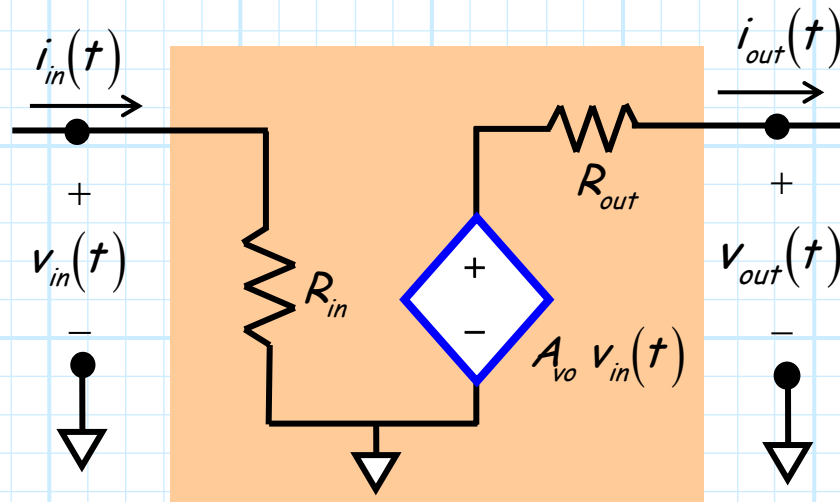 i_in(t)
i_out(t)
R_out
+
+
v_in(t)
R_in
+
v_out(t)
−
−
−
A_vo v_in(t)